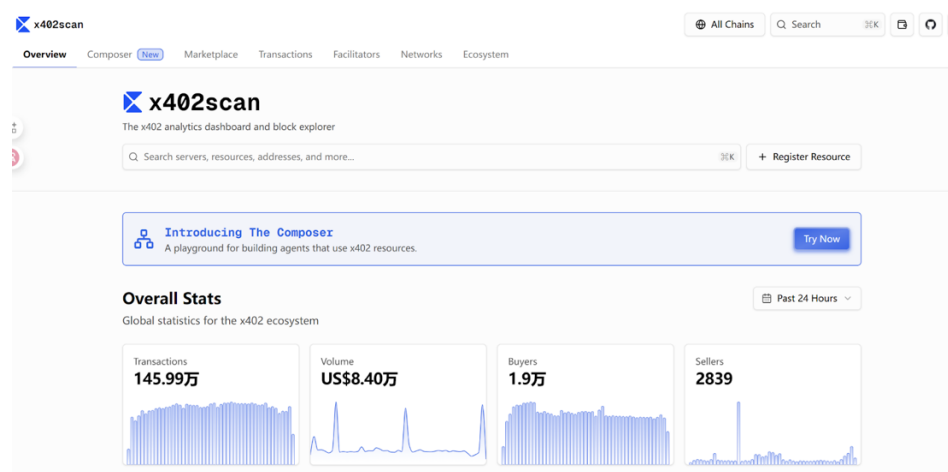 x402scan
All Chains
Search ⌘K
Overview Composer New Marketplace Transactions Facilitators Networks Ecosystem
x402scan
The x402 analytics dashboard and block explorer
Search servers, resources, addresses, and more... ⌘K
+ Register Resource
Introducing The Composer
A playground for building agents that use x402 resources.
Try Now
Overall Stats
Past 24 Hours
Global statistics for the x402 ecosystem
Transactions
145.99万
Volume
US$8.40万
Buyers
1.9万
Sellers
2839